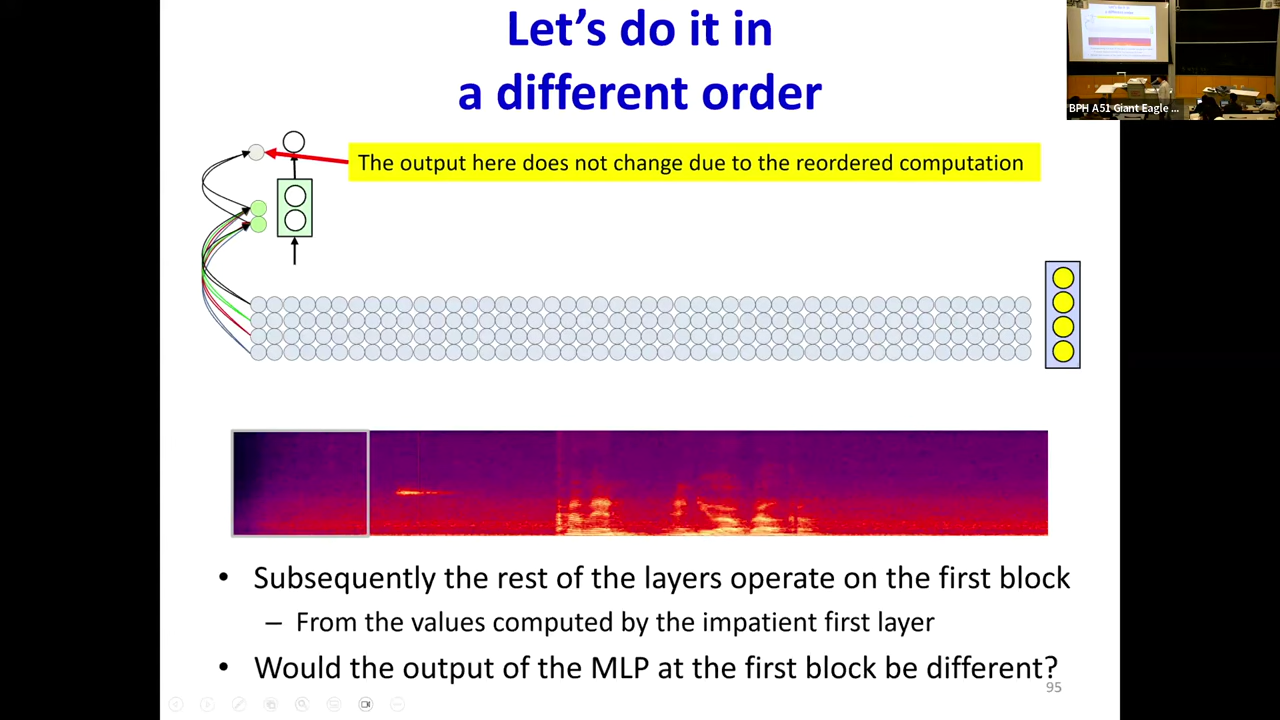 Let's do it in
a different order
BPH A51 Giant Eagle ...
The output here does not change due to the reordered computation
• Subsequently the rest of the layers operate on the first block
– From the values computed by the impatient first layer
• Would the output of the MLP at the first block be different?
95